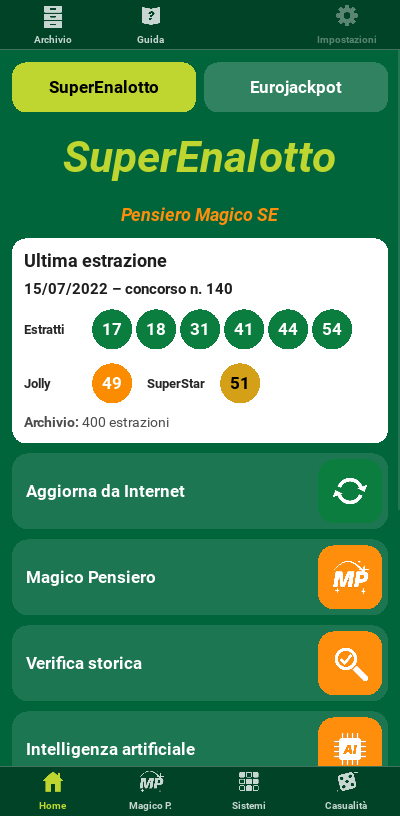 Archivio
Guida
Impostazioni
SuperEnalotto
Eurojackpot
SuperEnalotto
Pensiero Magico SE
Ultima estrazione
15/07/2022 – concorso n. 140
Estratti 17 18 31 41 44 54
Jolly 49 SuperStar 51
Archivio: 400 estrazioni
Aggiorna da Internet
Magico Pensiero MP
Verifica storica
Intelligenza artificiale AI
MP
Home
Magico P.
Sistemi
Casualità